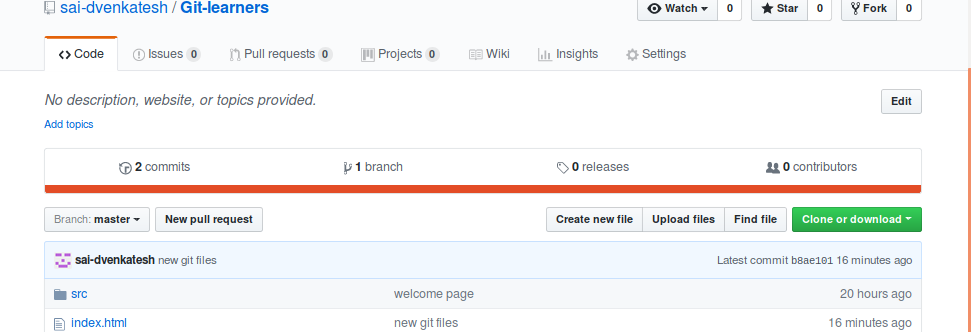 sai-dvenkatesh / Git-learners Watch 0 Star 0 Fork 0
Code Issues 0 Pull requests 0 Projects 0 Wiki Insights Settings
No description, website, or topics provided. Edit
Add topics
2 commits 1 branch 0 releases 0 contributors
Branch: master New pull request Create new file Upload files Find file Clone or download
sai-dvenkatesh new git files Latest commit b8ae101 16 minutes ago
src welcome page 20 hours ago
index.html new git files 16 minutes ago